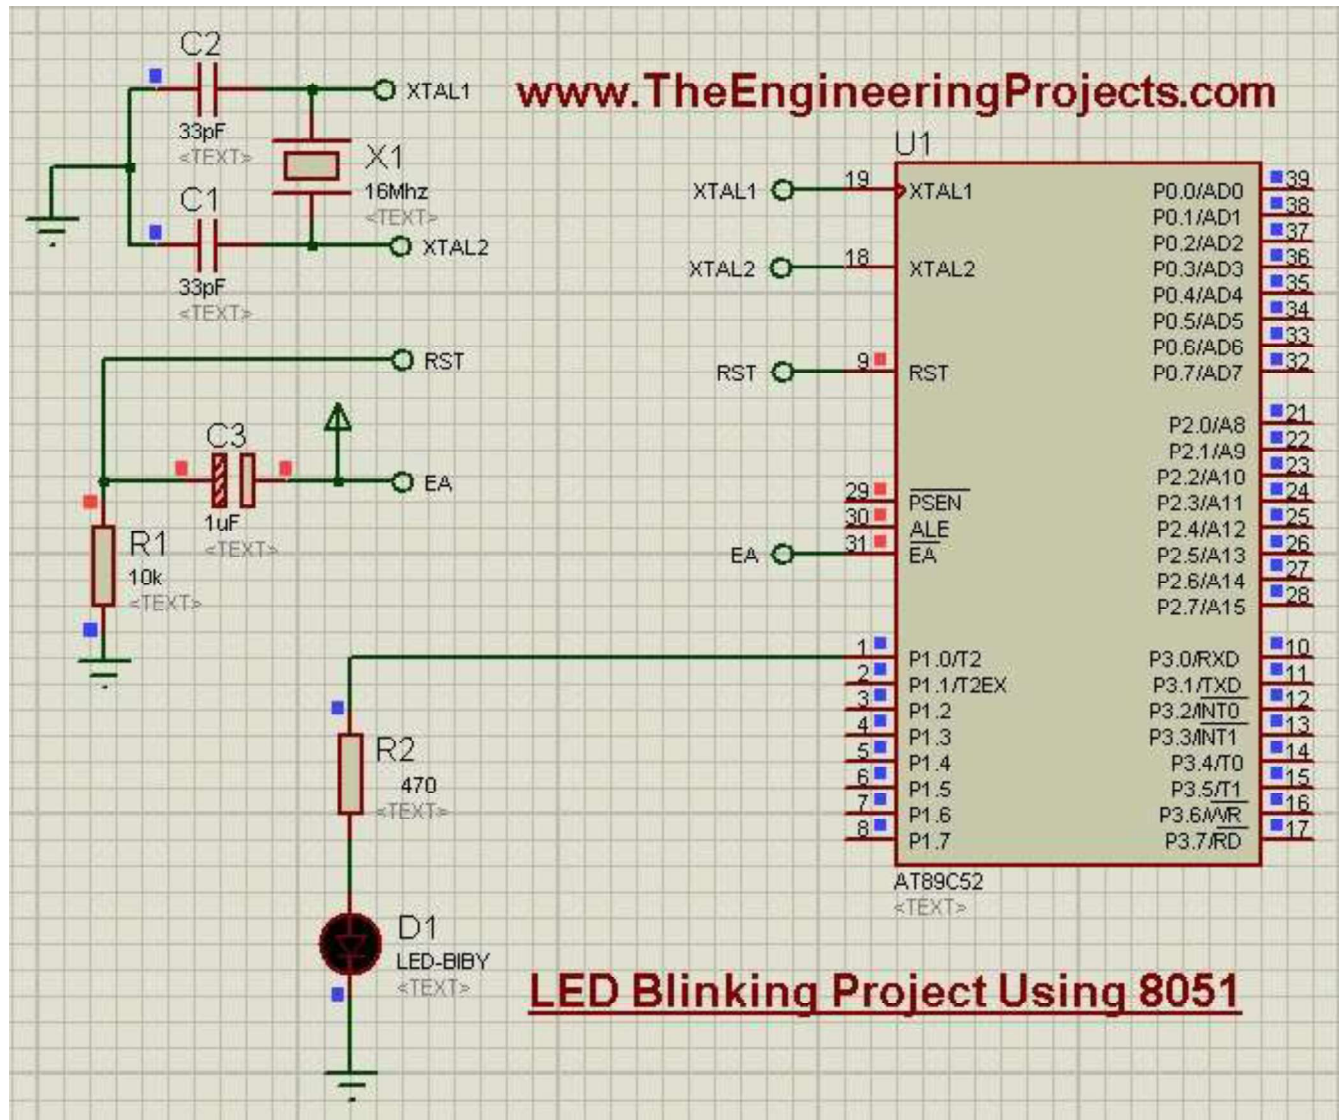 www.TheEngineeringProjects.com
C2
33pF
<TEXT>
XTAL1
X1
16Mhz
<TEXT>
C1
33pF
<TEXT>
XTAL2
RST
C3
1uF
<TEXT>
EA
R1
10k
<TEXT>
R2
470
<TEXT>
D1
LED-BIBY
<TEXT>
U1
XTAL1 19 XTAL1
XTAL2 18 XTAL2
RST 9 RST
29 PSEN
30 ALE
EA 31 EA
1 P1.0/T2
2 P1.1/T2EX
3 P1.2
4 P1.3
5 P1.4
6 P1.5
7 P1.6
8 P1.7
P0.0/AD0 39
P0.1/AD1 38
P0.2/AD2 37
P0.3/AD3 36
P0.4/AD4 35
P0.5/AD5 34
P0.6/AD6 33
P0.7/AD7 32
P2.0/A8 21
P2.1/A9 22
P2.2/A10 23
P2.3/A11 24
P2.4/A12 25
P2.5/A13 26
P2.6/A14 27
P2.7/A15 28
P3.0/RXD 10
P3.1/TXD 11
P3.2/INT0 12
P3.3/INT1 13
P3.4/T0 14
P3.5/T1 15
P3.6/WR 16
P3.7/RD 17
AT89C52
<TEXT>
LED Blinking Project Using 8051